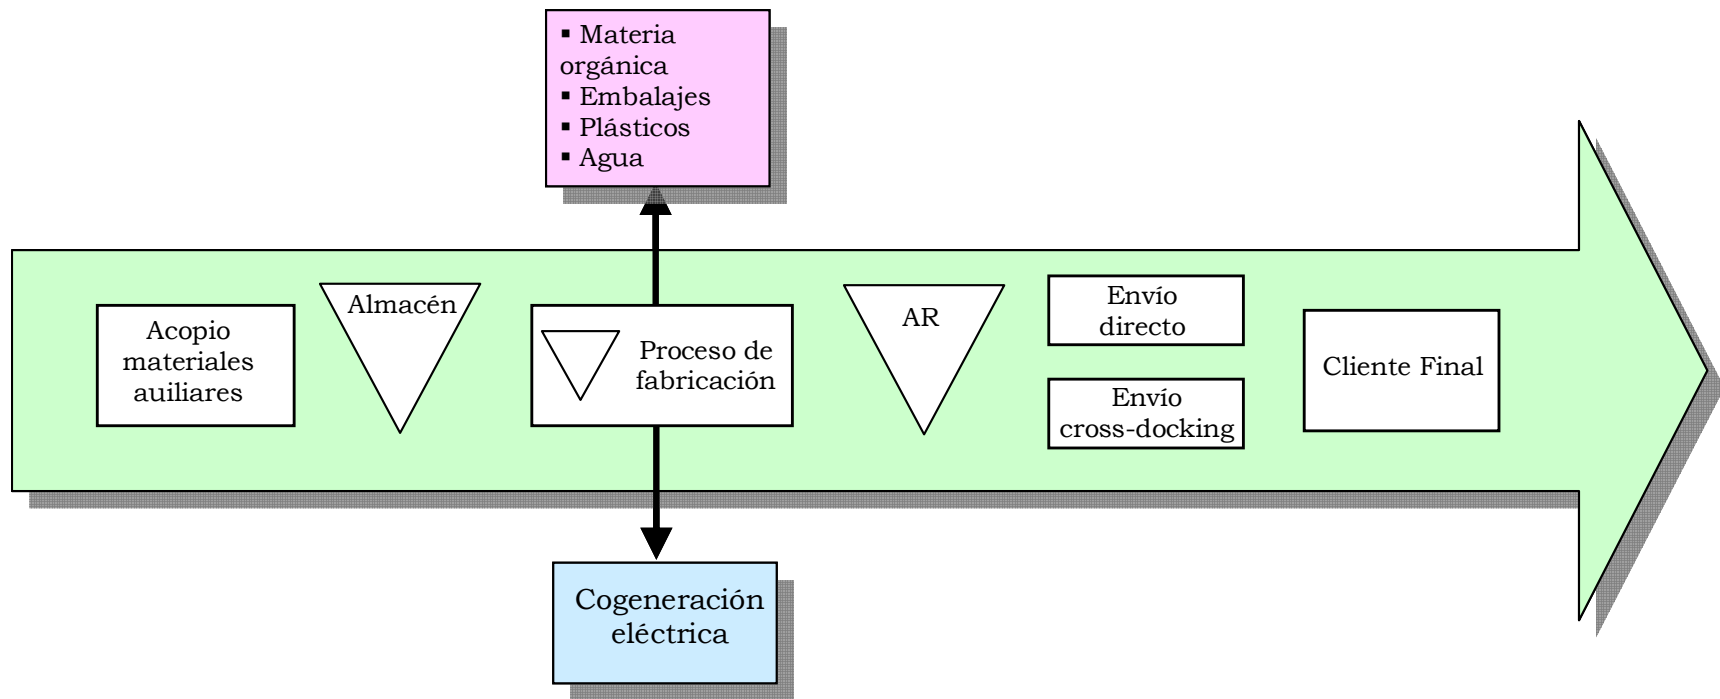 ▪ Materia
orgánica
▪ Embalajes
▪ Plásticos
▪ Agua
Acopio
materiales
auiliares
Almacén
Proceso de
fabricación
AR
Envío
directo
Envío
cross-docking
Cliente Final
Cogeneración
eléctrica